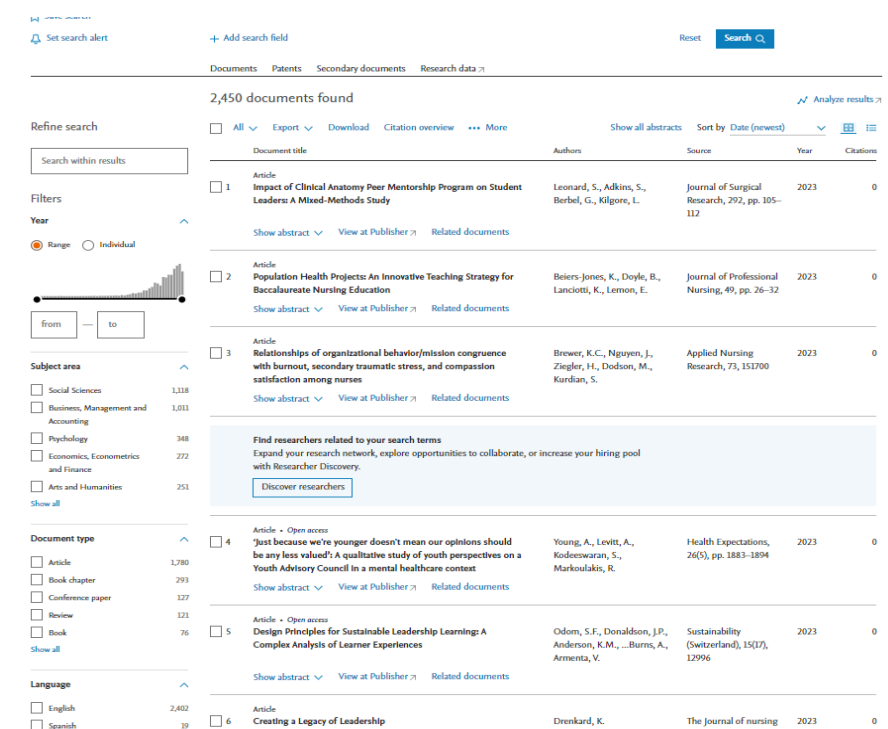 Save search
Set search alert
+ Add search field
Reset
Search
Documents Patents Secondary documents Research data
2,450 documents found
Analyze results
Refine search
Search within results
Filters
Year
Range Individual
from — to
Subject area
Social Sciences 1,118
Business, Management and Accounting 1,011
Psychology 348
Economics, Econometrics and Finance 272
Arts and Humanities 251
Show all
Document type
Article 1,780
Book chapter 293
Conference paper 127
Review 121
Book 76
Show all
Language
English 2,402
Spanish 19
All Export Download Citation overview ••• More
Show all abstracts Sort by Date (newest)
Document title Authors Source Year Citations
Article
1 Impact of Clinical Anatomy Peer Mentorship Program on Student
Leaders: A Mixed-Methods Study
Leonard, S., Adkins, S.,
Berbel, G., Kilgore, L.
Journal of Surgical
Research, 292, pp. 105–
112
2023 0
Show abstract View at Publisher Related documents
Article
2 Population Health Projects: An Innovative Teaching Strategy for
Baccalaureate Nursing Education
Beiers-Jones, K., Doyle, B.,
Lanciotti, K., Lemon, E.
Journal of Professional
Nursing, 49, pp. 26–32
2023 0
Show abstract View at Publisher Related documents
Article
3 Relationships of organizational behavior/mission congruence
with burnout, secondary traumatic stress, and compassion
satisfaction among nurses
Brewer, K.C., Nguyen, J.,
Ziegler, H., Dodson, M.,
Kurdian, S.
Applied Nursing
Research, 73, 151700
2023 0
Show abstract View at Publisher Related documents
Find researchers related to your search terms
Expand your research network, explore opportunities to collaborate, or increase your hiring pool
with Researcher Discovery.
Discover researchers
Article • Open access
4 'Just because we're younger doesn't mean our opinions should
be any less valued': A qualitative study of youth perspectives on a
Youth Advisory Council in a mental healthcare context
Young, A., Levitt, A.,
Kodeeswaran, S.,
Markoulakis, R.
Health Expectations,
26(5), pp. 1883–1894
2023 0
Show abstract View at Publisher Related documents
Article • Open access
5 Design Principles for Sustainable Leadership Learning: A
Complex Analysis of Learner Experiences
Odom, S.F., Donaldson, J.P.,
Anderson, K.M., ...Burns, A.,
Armenta, V.
Sustainability
(Switzerland), 15(17),
12996
2023 0
Show abstract View at Publisher Related documents
Article
6 Creating a Legacy of Leadership
Drenkard, K.
The Journal of nursing
2023 0